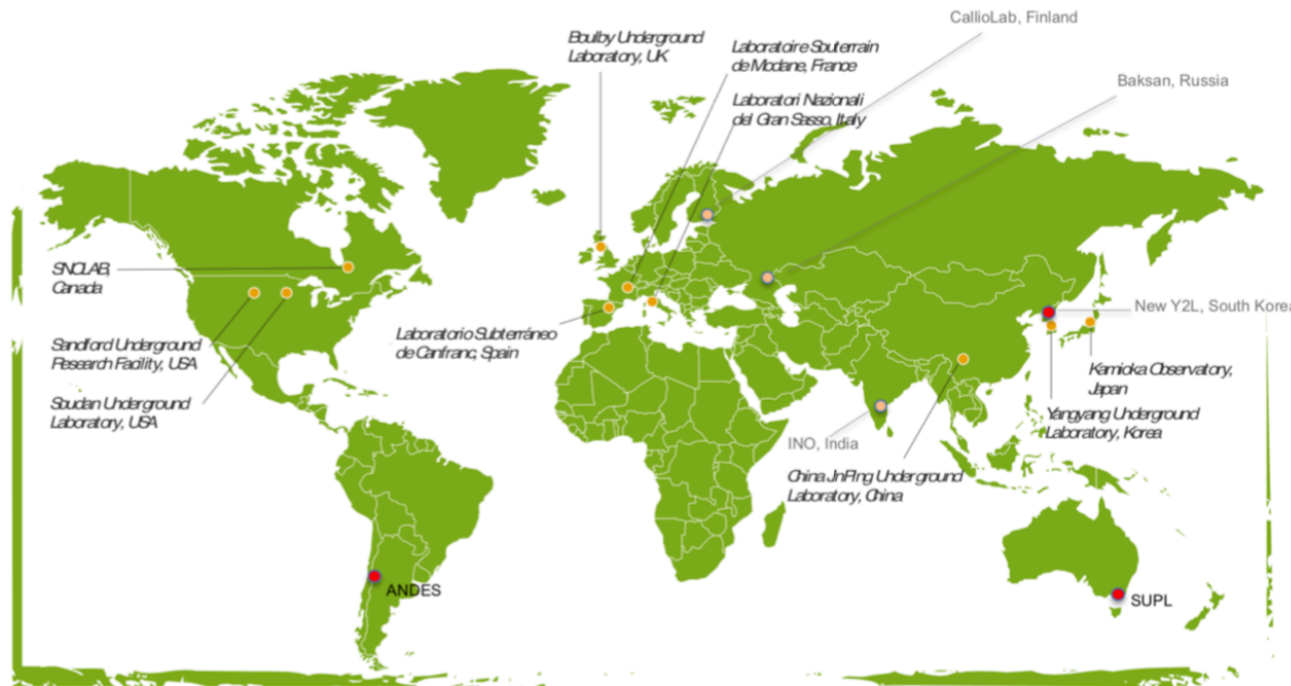 CallioLab, Finland
Boulby Underground
Laboratory, UK
Laboratoire Souterrain
de Modane, France
Baksan, Russia
Laboratori Nazionali
del Gran Sasso, Italy
SNOLAB,
Canada
New Y2L, South Korea
Laboratorio Subterráneo
de Canfranc, Spain
Sandford Underground
Research Facility, USA
Kamioka Observatory,
Japan
Soudan Underground
Laboratory, USA
Yangyang Underground
Laboratory, Korea
INO, India
China JinPing Underground
Laboratory, China
ANDES
SUPL